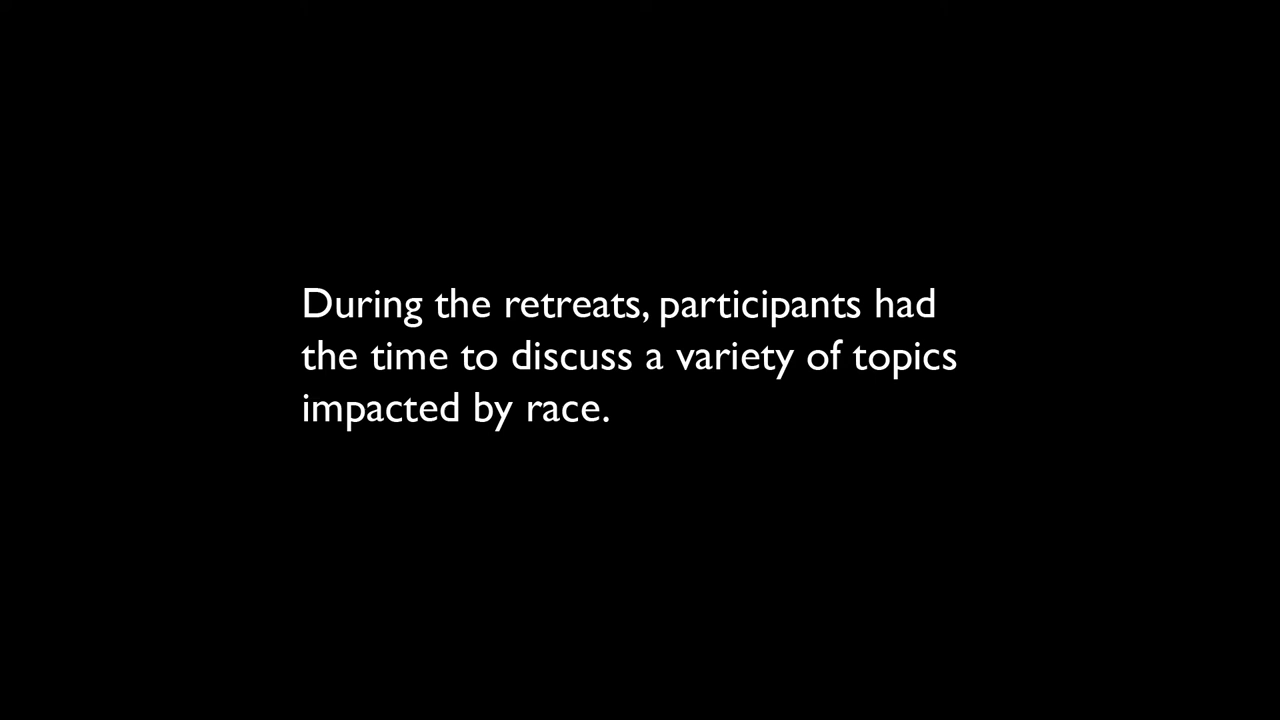 During the retreats, participants had
the time to discuss a variety of topics
impacted by race.